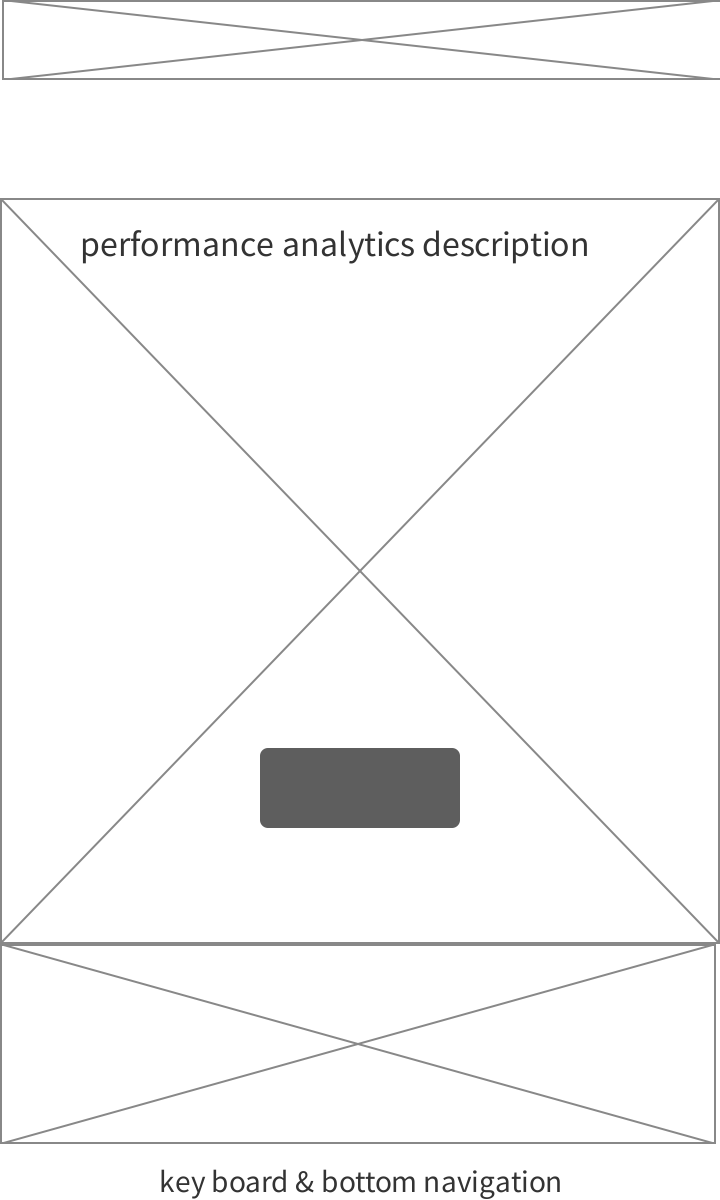 performance analytics description
key board & bottom navigation